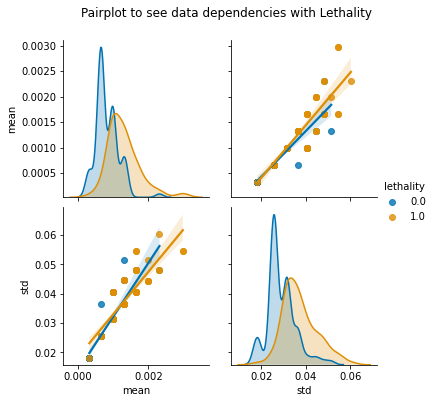 Pairplot to see data dependencies with Lethality
0.0030
0.0025
0.0020
0.0015
0.0010
0.0005
mean
lethality
0.0
1.0
0.06
0.05
0.04
0.03
0.02
std
0.000 0.002
mean
0.02 0.04 0.06
std